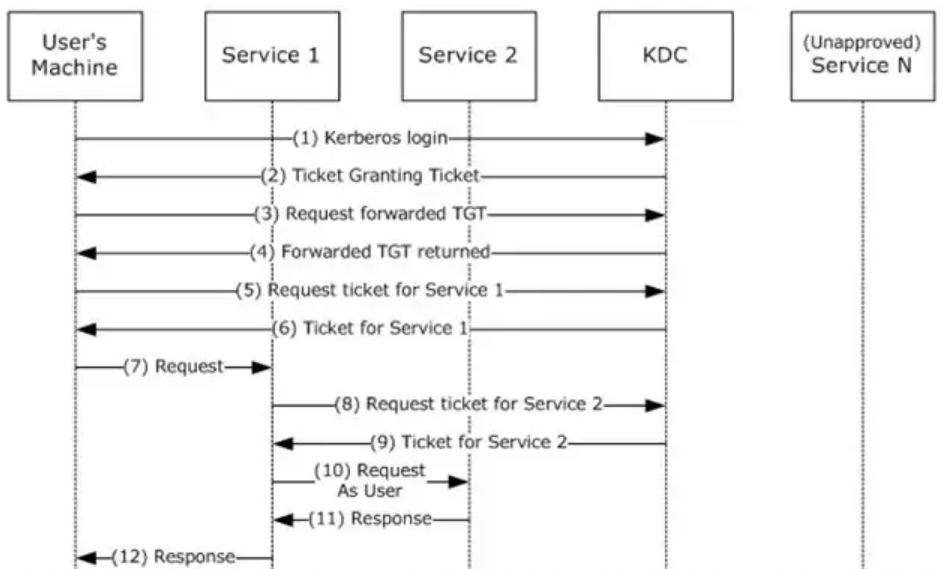 User's
Machine
Service 1
Service 2
KDC
(Unapproved)
Service N
(1) Kerberos login
(2) Ticket Granting Ticket
(3) Request forwarded TGT
(4) Forwarded TGT returned
(5) Request ticket for Service 1
(6) Ticket for Service 1
(7) Request
(8) Request ticket for Service 2
(9) Ticket for Service 2
(10) Request
As User
(11) Response
(12) Response